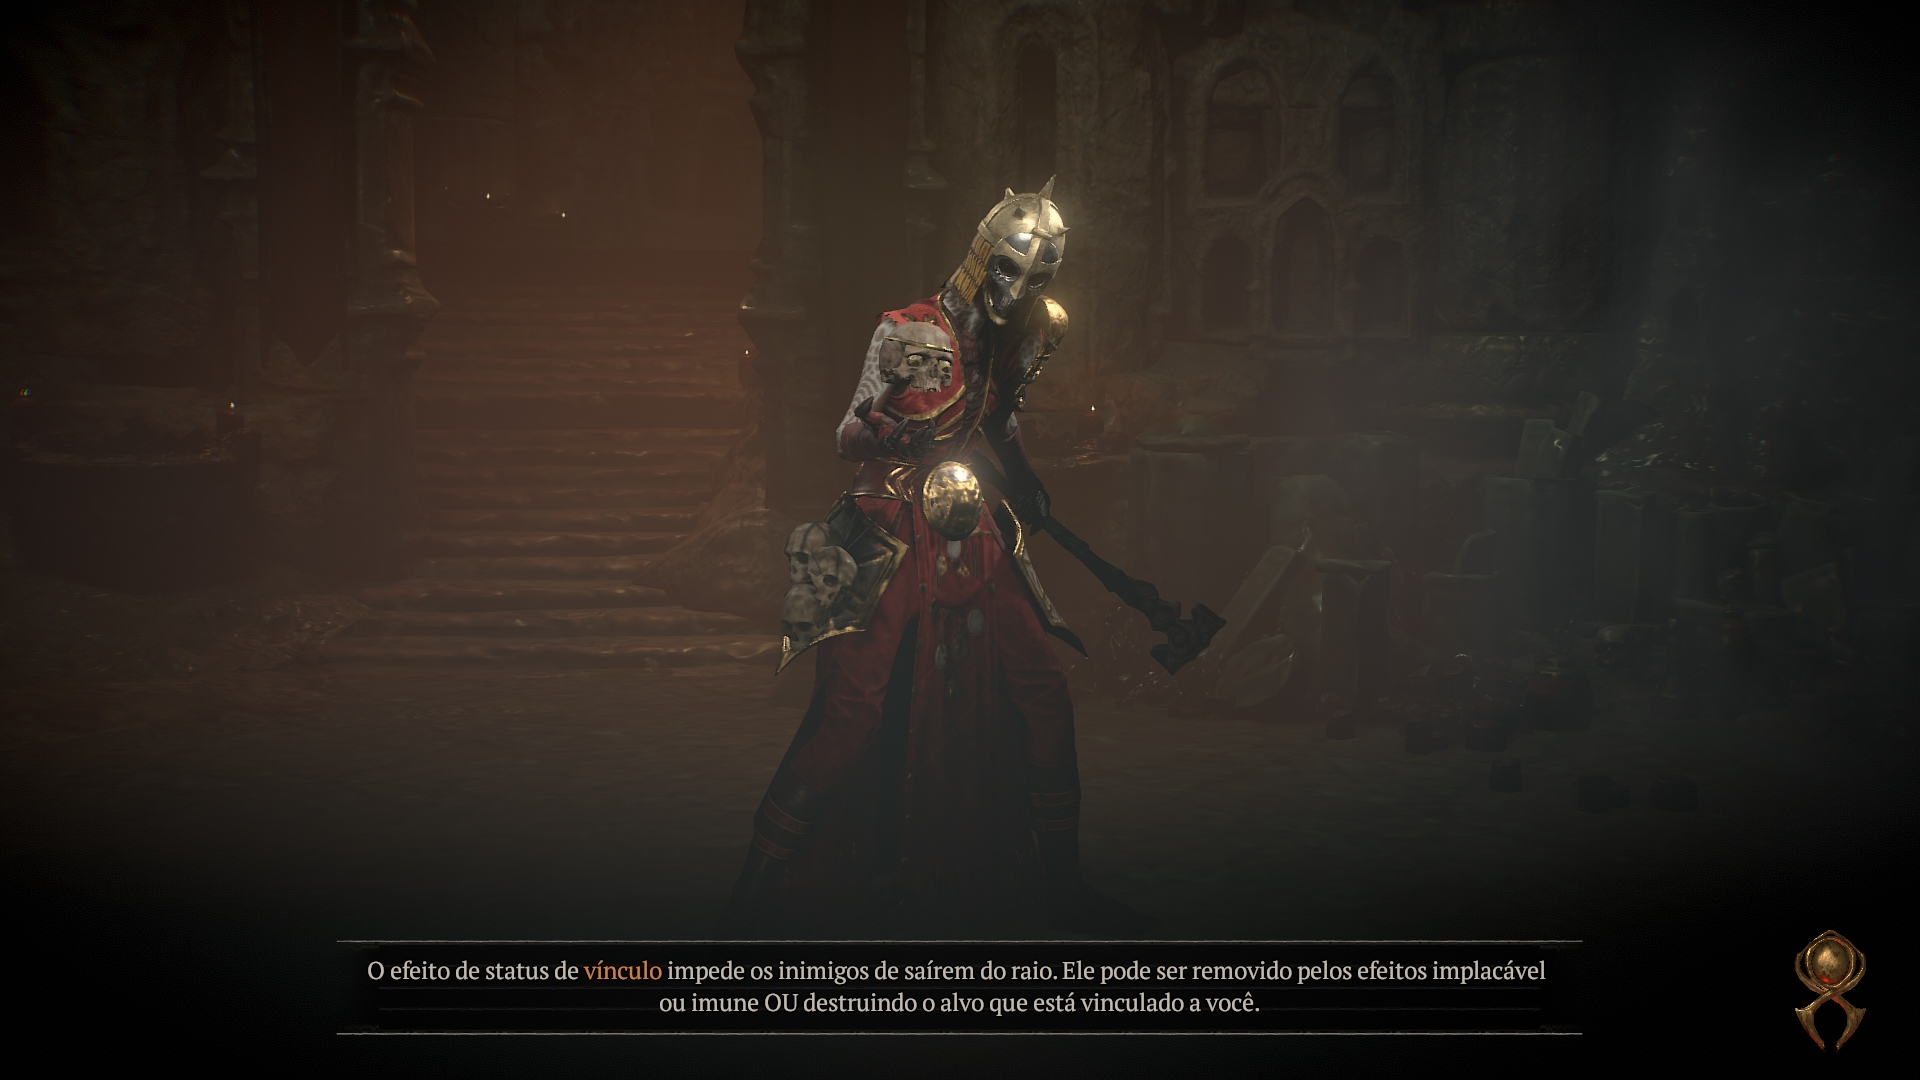 O efeito de status de vínculo impede os inimigos de saírem do raio. Ele pode ser removido pelos efeitos implacável
ou imune OU destruindo o alvo que está vinculado a você.